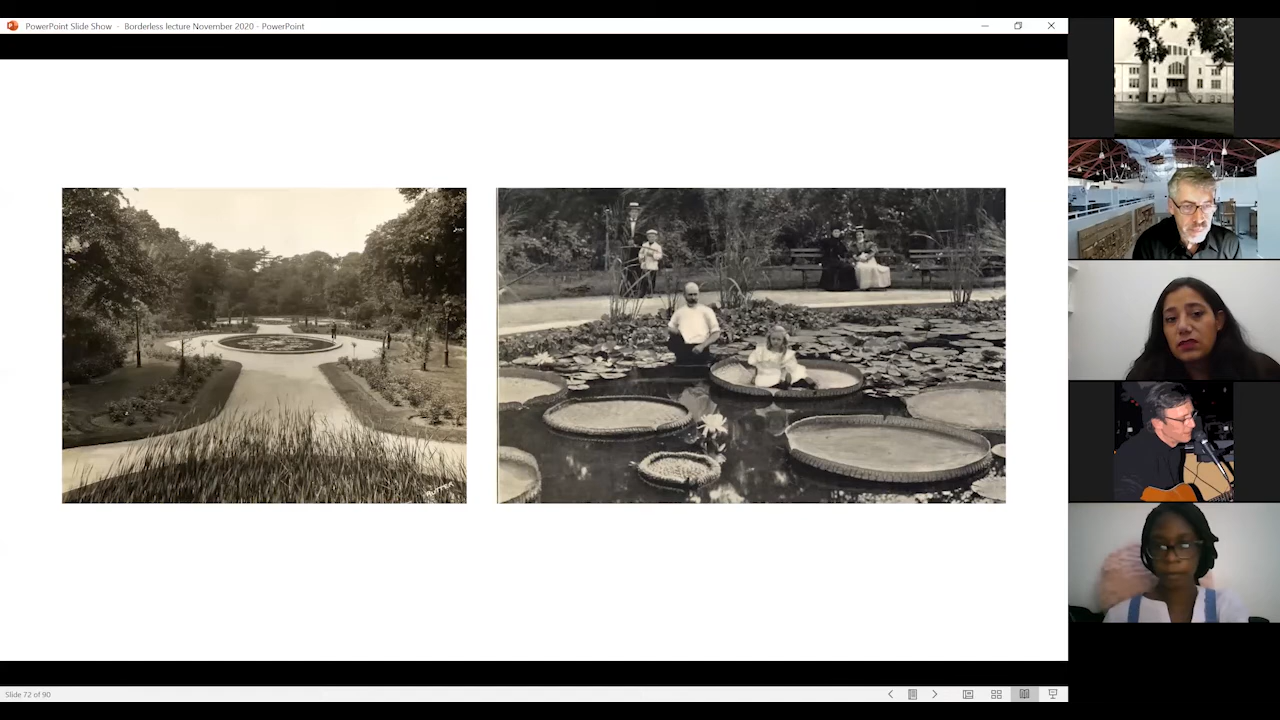 PowerPoint Slide Show - Borderless lecture November 2020 - PowerPoint
Slide 72 of 90